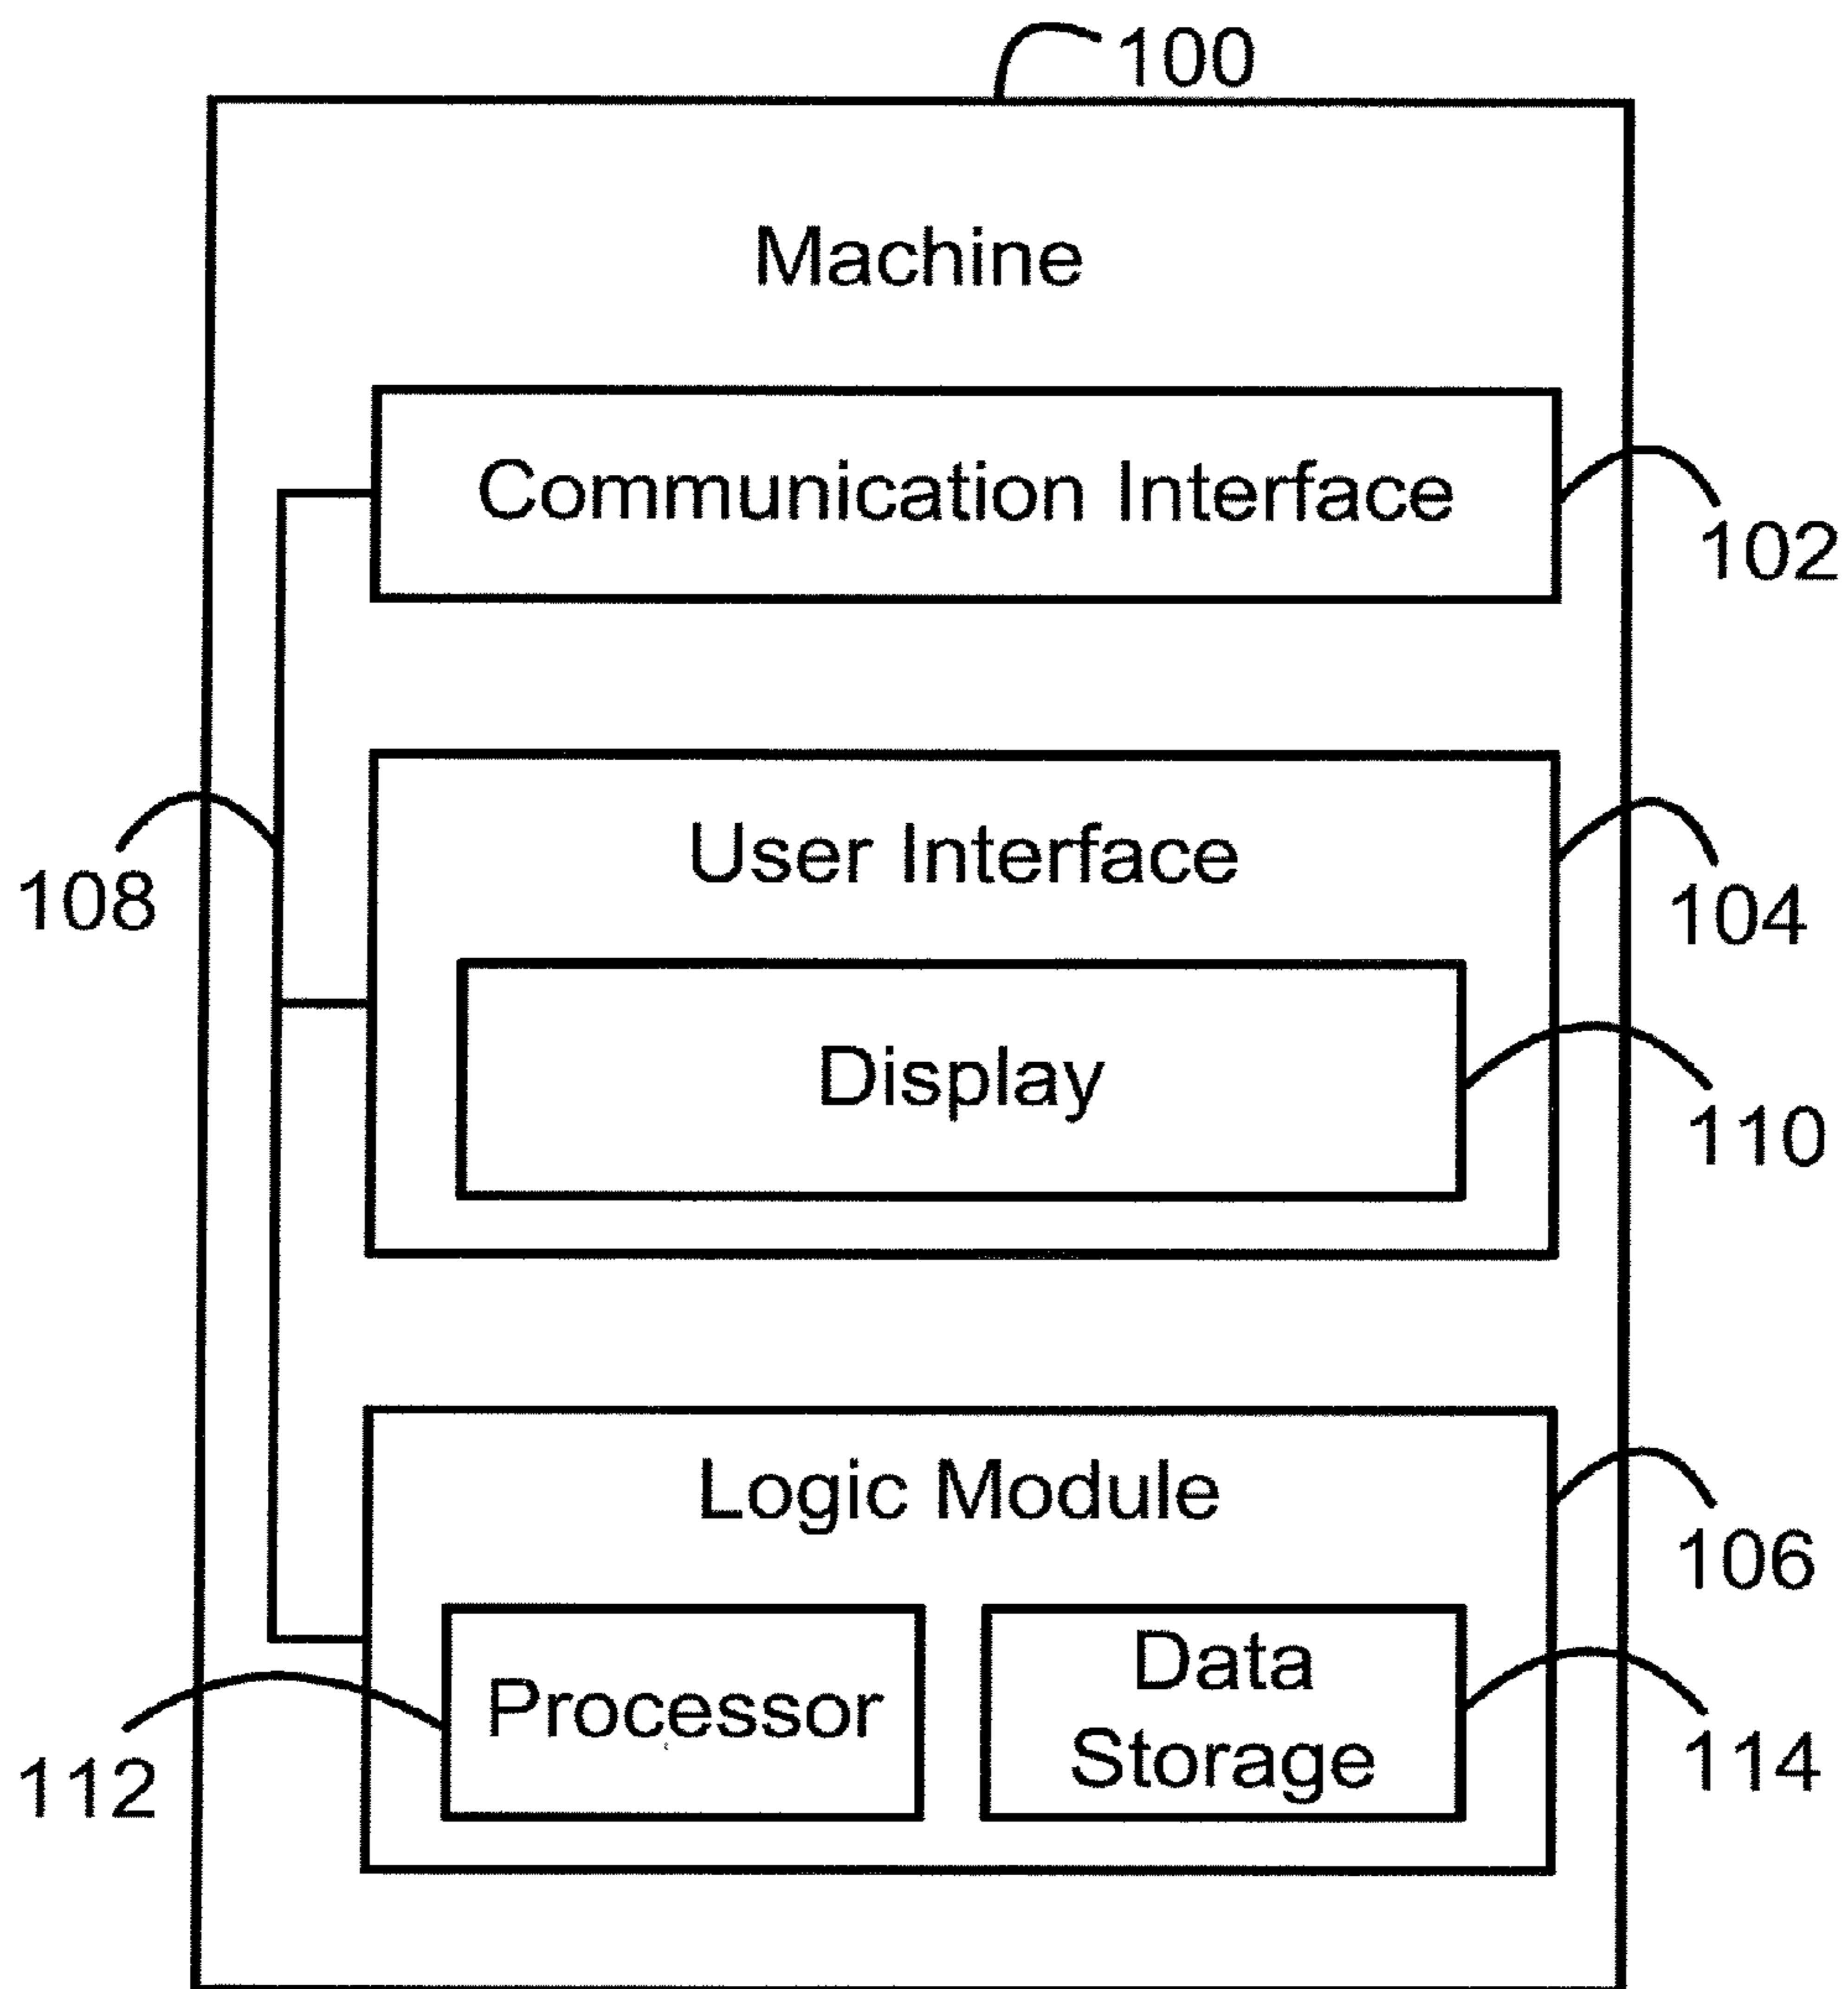 100
Machine
Communication Interface
102
User Interface
108
104
Display
110
Logic Module
106
Processor
Data
Storage
112
114